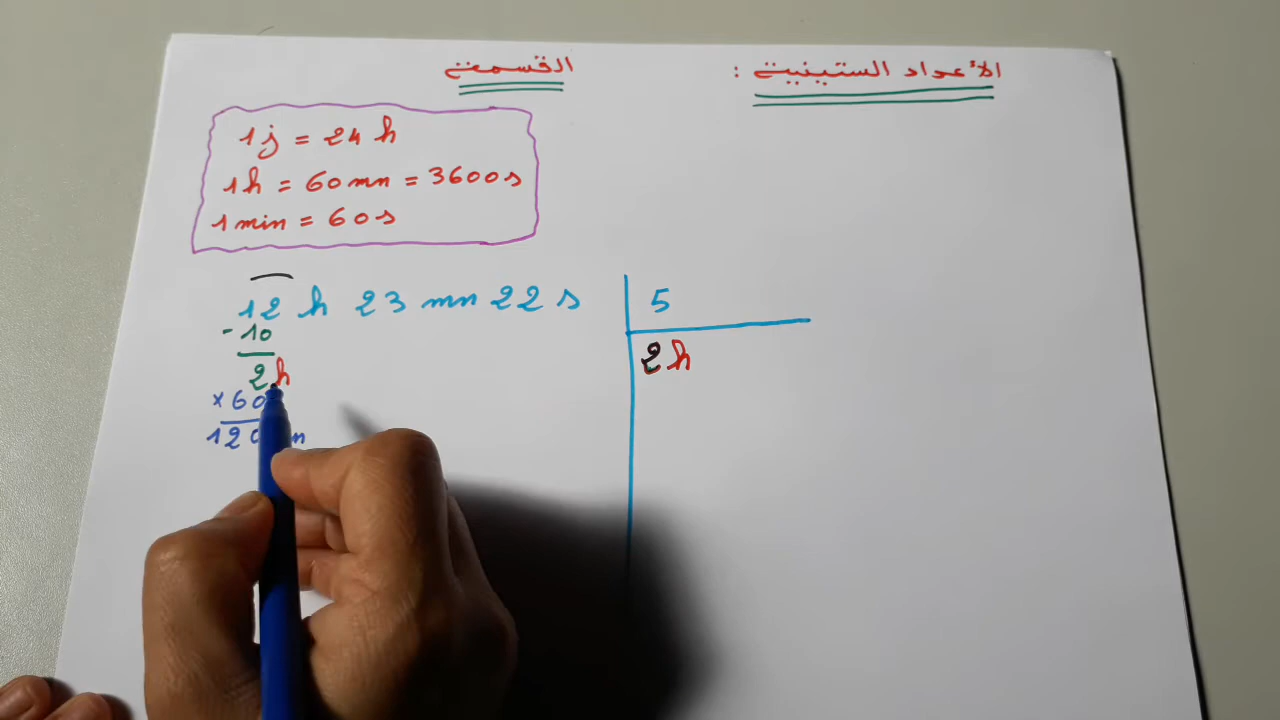 الأعداد الستينية :
القسمة
1j = 24 h
1h = 60mn = 3600s
1min = 60s
12 h 23 mn 22 s
5
- 10
2h
2h
× 60
120